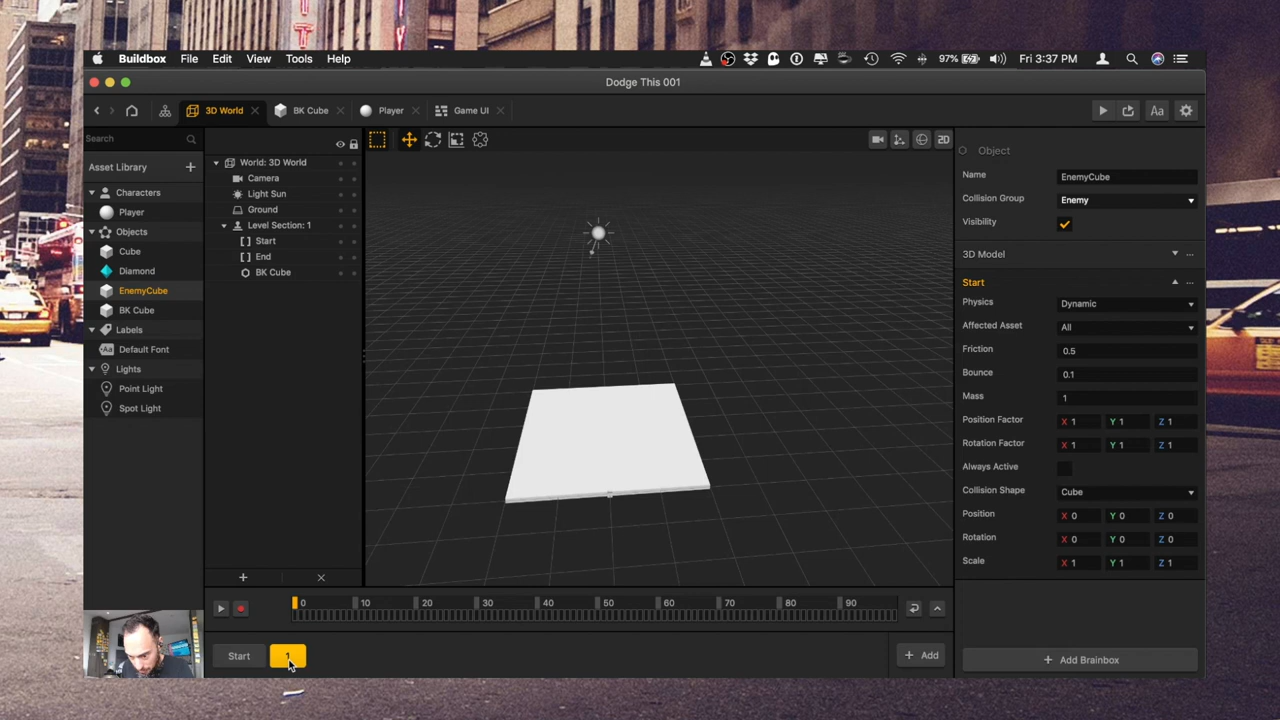 Buildbox File Edit View Tools Help 97% Fri 3:37 PM
Dodge This 001
3D World BK Cube Player Game UI Aa
Search
Asset Library
Characters
Player
Objects
Cube
Diamond
EnemyCube
BK Cube
Labels
Aa Default Font
Lights
Point Light
Spot Light
World: 3D World
Camera
Light Sun
Ground
Level Section: 1
Start
End
BK Cube
2D
Object
Name EnemyCube
Collision Group Enemy
Visibility
3D Model
Start
Physics Dynamic
Affected Asset All
Friction 0.5
Bounce 0.1
Mass 1
Position Factor X 1 Y 1 Z 1
Rotation Factor X 1 Y 1 Z 1
Always Active
Collision Shape Cube
Position X 0 Y 0 Z 0
Rotation X 0 Y 0 Z 0
Scale X 1 Y 1 Z 1
0 10 20 30 40 50 60 70 80 90
Start 1 + Add
+ Add Brainbox